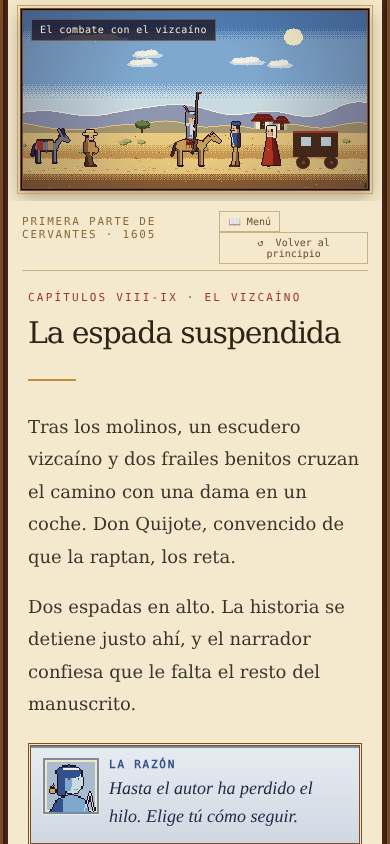 El combate con el vizcaíno
PRIMERA PARTE DE
CERVANTES · 1605
📖 Menú
↺ Volver al
principio
CAPÍTULOS VIII-IX · EL VIZCAÍNO
La espada suspendida
Tras los molinos, un escudero
vizcaíno y dos frailes benitos cruzan
el camino con una dama en un
coche. Don Quijote, convencido de
que la raptan, los reta.
Dos espadas en alto. La historia se
detiene justo ahí, y el narrador
confiesa que le falta el resto del
manuscrito.
LA RAZÓN
Hasta el autor ha perdido el
hilo. Elige tú cómo seguir.